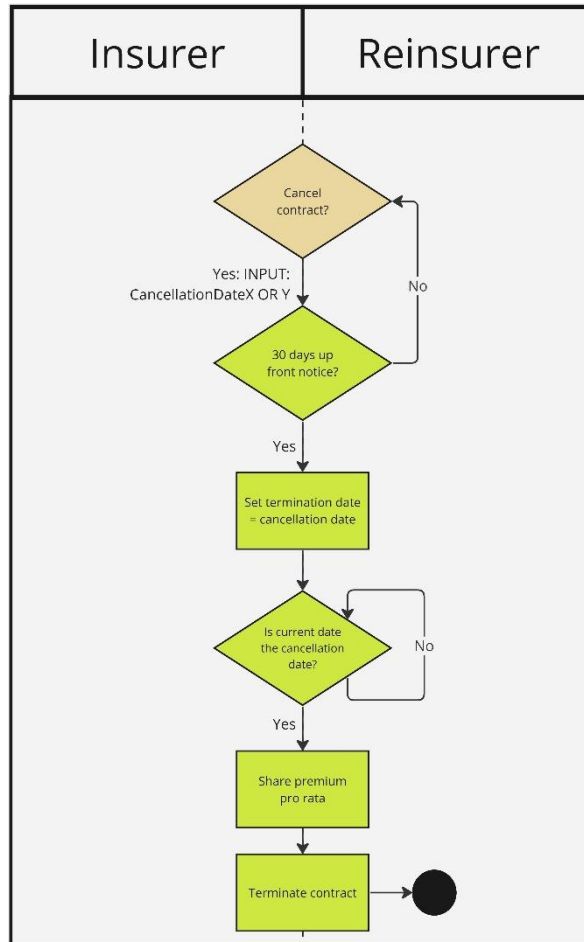 Insurer
Reinsurer
Cancel
contract?
Yes: INPUT:
CancellationDateX OR Y
No
30 days up
front notice?
Yes
Set termination date
= cancellation date
Is current date
the cancellation
date?
No
Yes
Share premium
pro rata
Terminate contract